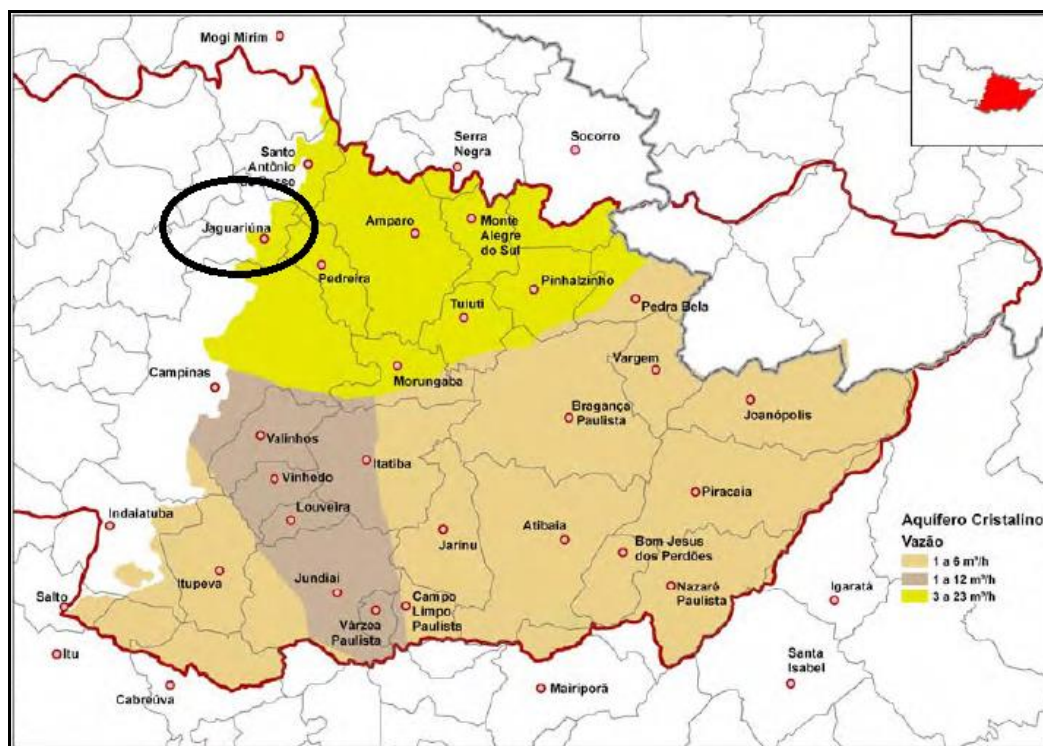 Mogi Mirim
Serra
Negra
Socorro
Santo
Antônio
Jaguariúna
Amparo
Monte
Alegre
do Sul
Pedreira
Pinhalzinho
Tuiuti
Pedra Bela
Campinas
Morungaba
Vargem
Bragança
Paulista
Joanópolis
Valinhos
Itatiba
Vinhedo
Piracaia
Louveira
Indaiatuba
Jarinu
Atibaia
Bom Jesus
dos Perdões
Itupeva
Jundiaí
Campo
Limpo
Paulista
Várzea
Paulista
Nazaré
Paulista
Salto
Igaratá
Itu
Santa
Isabel
Cabreúva
Mairiporã
Aquífero Cristalino
Vazão
1 a 6 m³/h
1 a 12 m³/h
3 a 23 m³/h